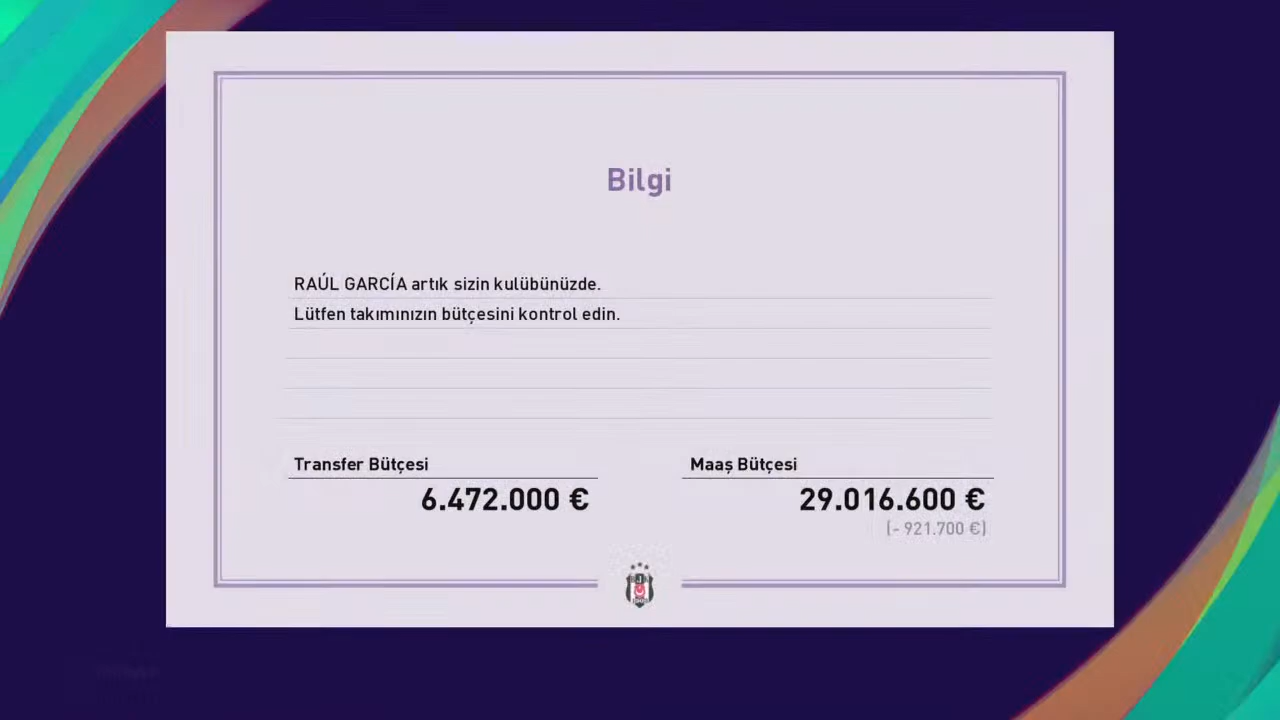 Bilgi
RAÚL GARCÍA artık sizin kulübünüzde.
Lütfen takımınızın bütçesini kontrol edin.
Transfer Bütçesi
6.472.000 €
Maaş Bütçesi
29.016.600 €
(- 921.700 €)